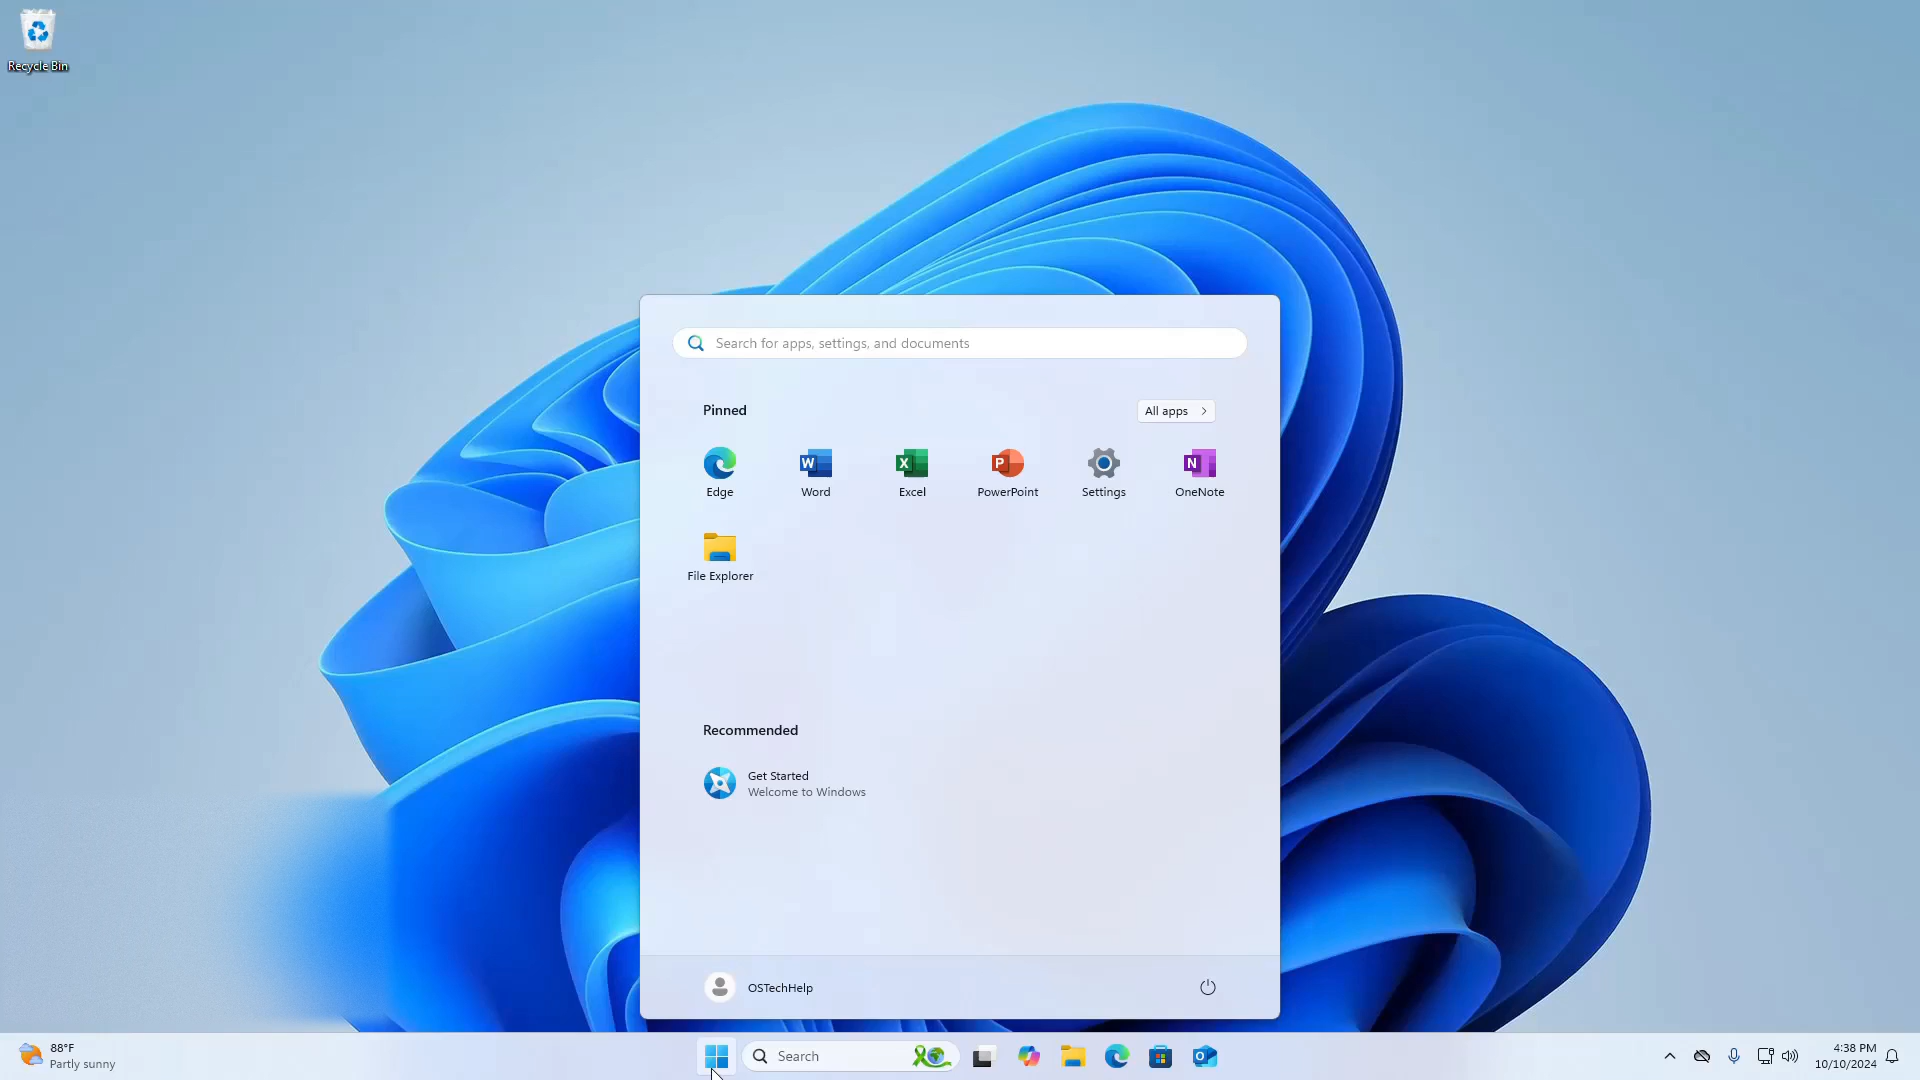 Recycle Bin
Search for apps, settings, and documents
Pinned
All apps
Edge
Word
Excel
PowerPoint
Settings
OneNote
File Explorer
Recommended
Get Started
Welcome to Windows
OSTechHelp
88°F
Partly sunny
Search
4:38 PM
10/10/2024